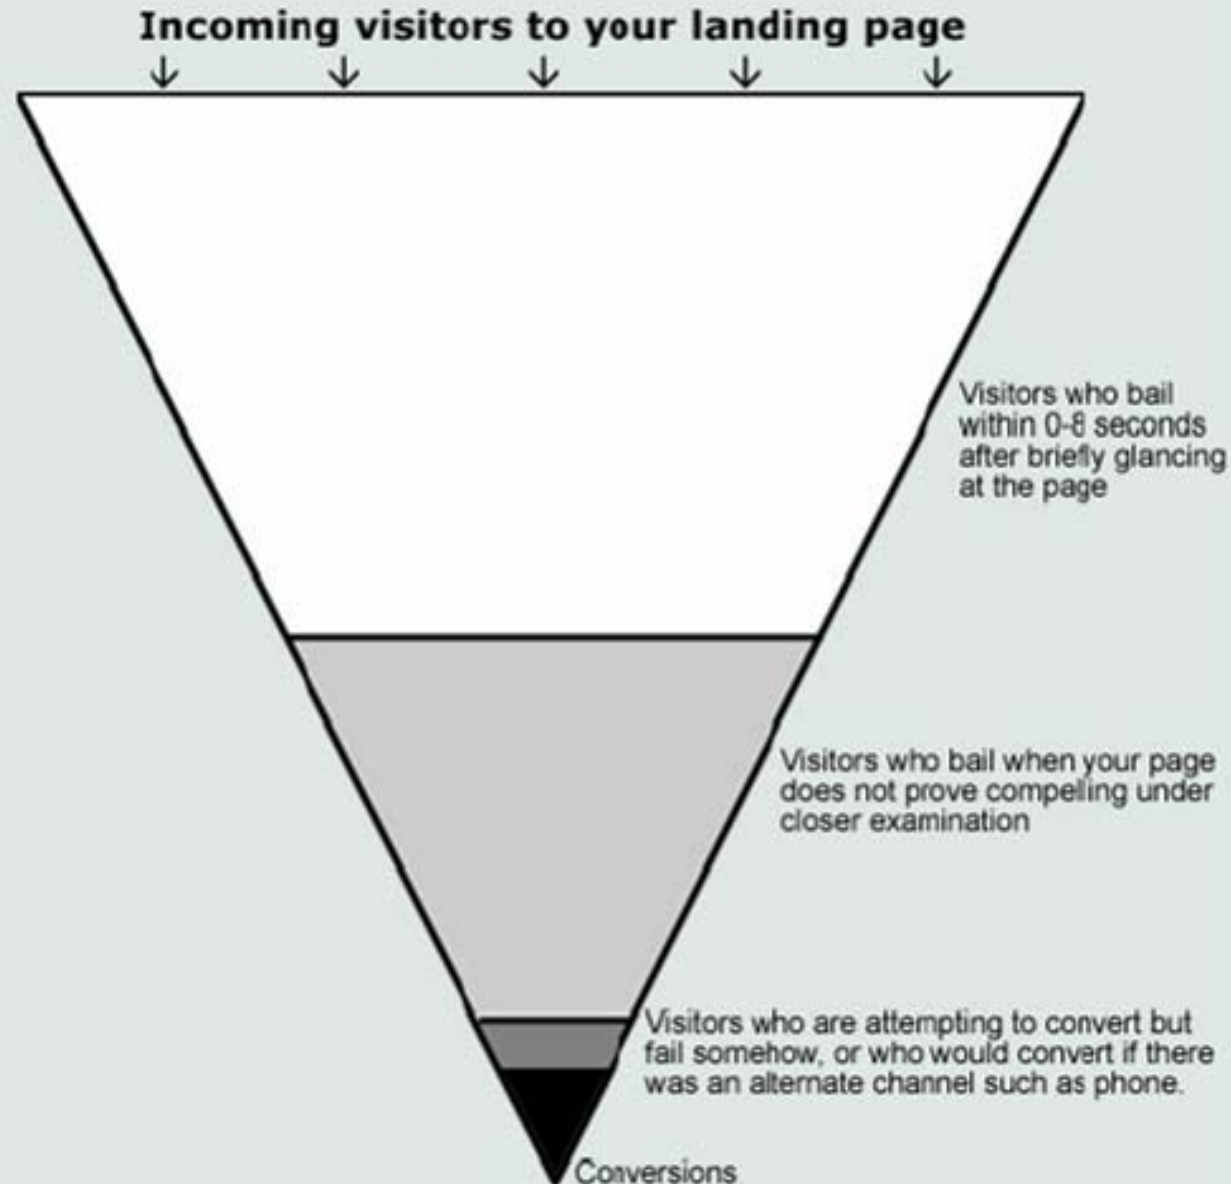 Incoming visitors to your landing page
Visitors who bail
within 0-8 seconds
after briefly glancing
at the page
Visitors who bail when your page
does not prove compelling under
closer examination
Visitors who are attempting to convert but
fail somehow, or who would convert if there
was an alternate channel such as phone.
Conversions